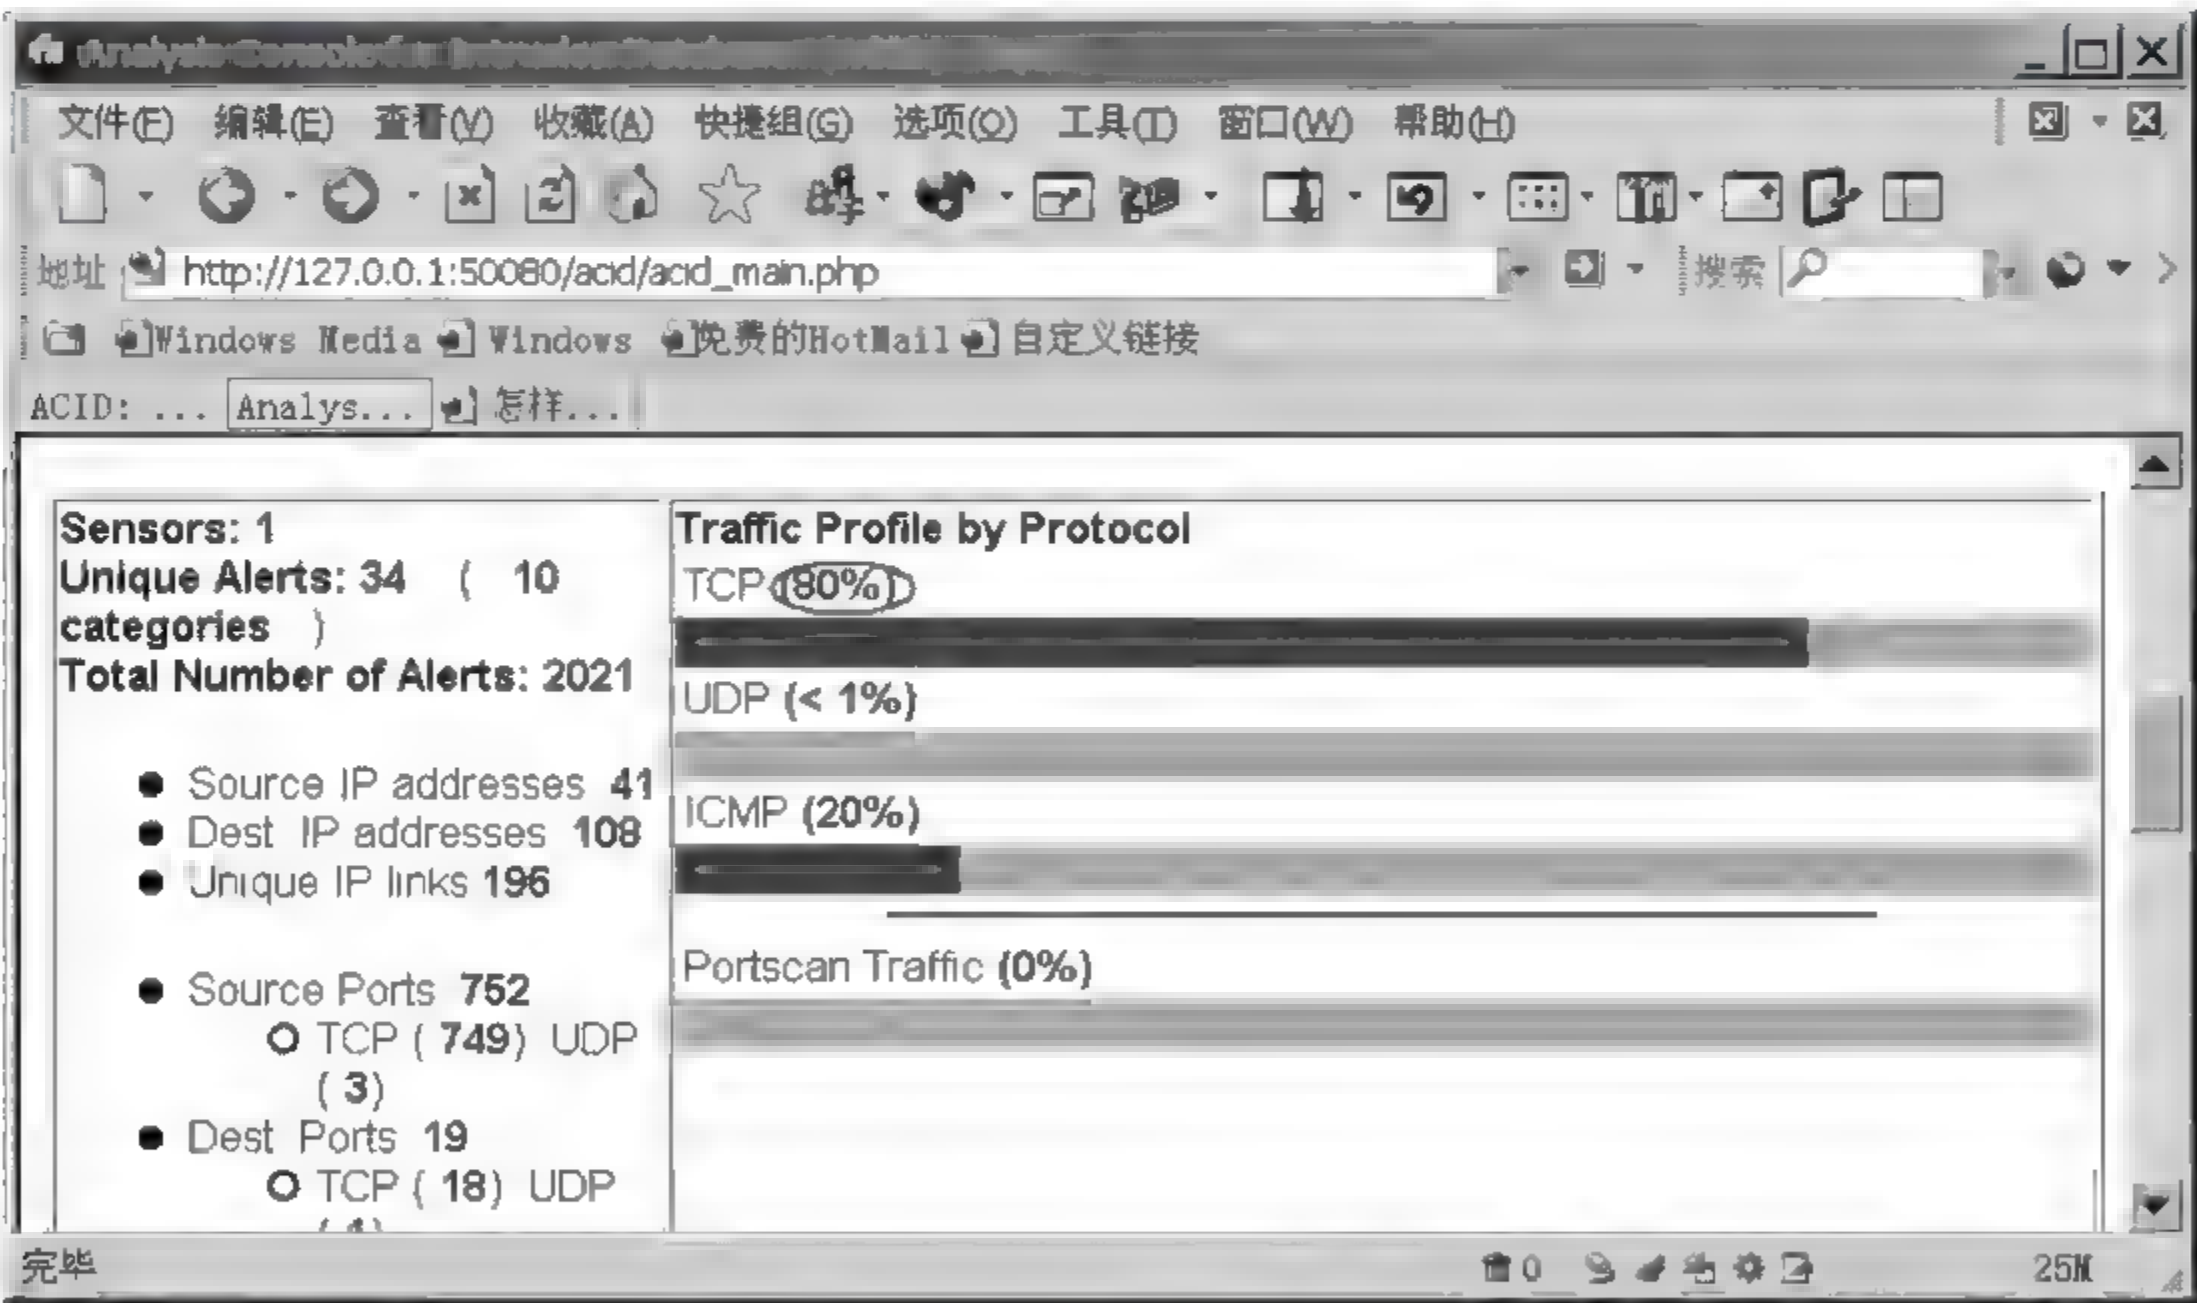 文件(F) 编辑(E) 查看(V) 收藏(A) 快捷组(G) 选项(O) 工具(T) 窗口(W) 帮助(H)
地址 http://127.0.0.1:50080/acid/acid_main.php 搜索
Windows Media Windows 免费的HotMail 自定义链接
ACID: ... Analys... 怎样...
Sensors: 1
Unique Alerts: 34 ( 10
categories )
Total Number of Alerts: 2021
Source IP addresses 41
Dest IP addresses 108
Unique IP links 196
Source Ports 752
TCP ( 749) UDP
( 3)
Dest Ports 19
TCP ( 18) UDP
Traffic Profile by Protocol
TCP (80%)
UDP (< 1%)
ICMP (20%)
Portscan Traffic (0%)
完毕 0 25M